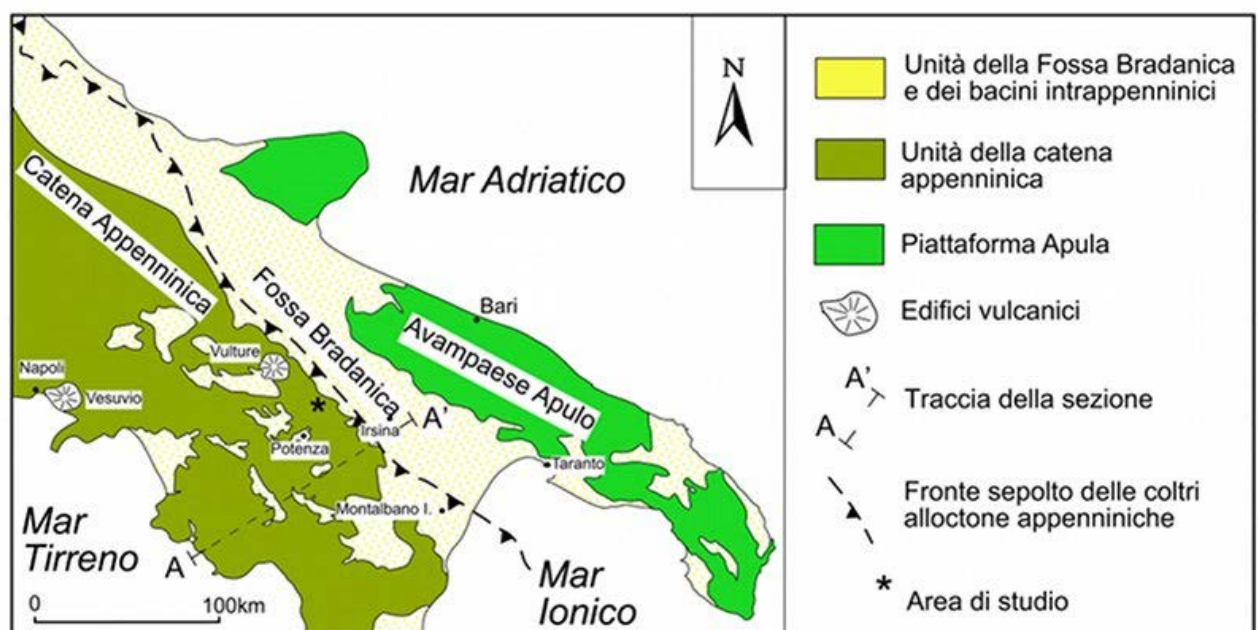 N
Mar Adriatico
Catena Appenninica
Fossa Bradanica
Bari
Avampaese Apulo
Vulture
Napoli
Vesuvio
A'
Irsina
Potenza
Taranto
Montalbano I.
Mar
Tirreno
A
Mar
Ionico
0 100km
Unità della Fossa Bradanica
e dei bacini intrappenninici
Unità della catena
appenninica
Piattaforma Apula
Edifici vulcanici
A'
A
Traccia della sezione
Fronte sepolto delle coltri
alloctone appenniniche
* Area di studio